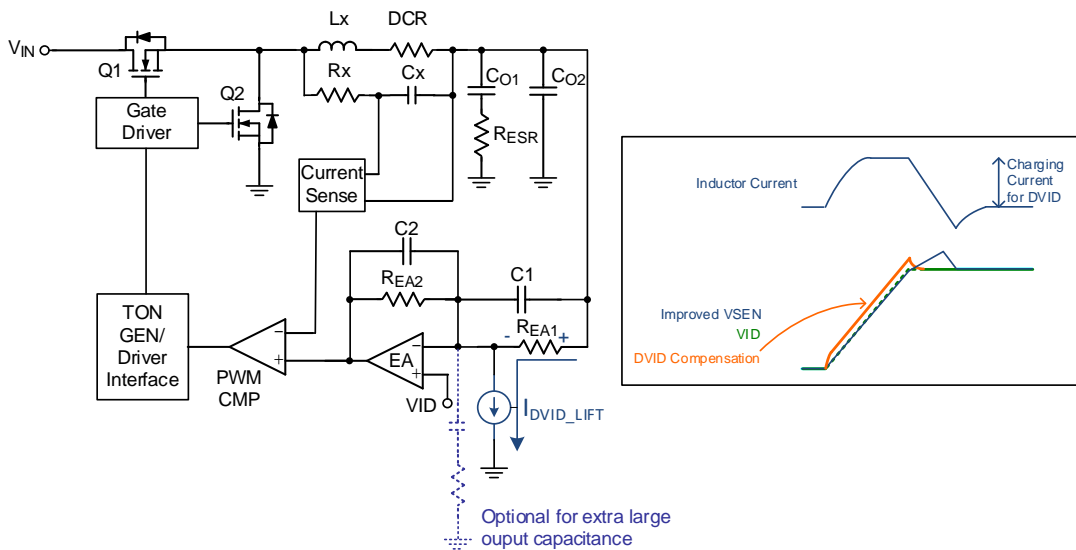 Lx
DCR
VIN
Q1
Rx
Cx
CO1
CO2
Q2
RESR
Gate
Driver
Current
Sense
C2
REA2
C1
TON
GEN/
Driver
Interface
−
+
PWM
CMP
EA
−
+
VID
- REA1 +
IDVID_LIFT
Optional for extra large
ouput capacitance
Inductor Current
Charging
Current
for DVID
Improved VSEN
VID
DVID Compensation